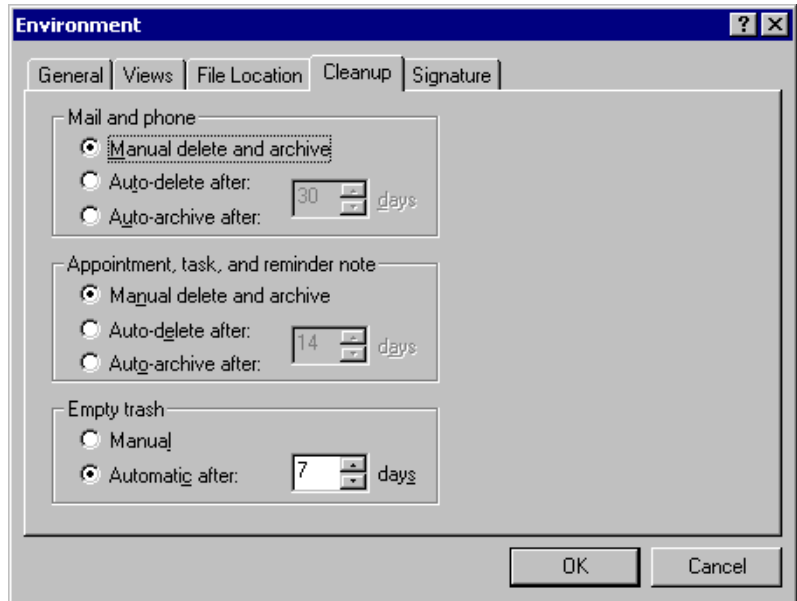 Environment
General Views File Location Cleanup Signature
Mail and phone
Manual delete and archive
Auto-delete after:
30 days
Auto-archive after:
Appointment, task, and reminder note
Manual delete and archive
Auto-delete after:
14 days
Auto-archive after:
Empty trash
Manual
Automatic after: 7 days
OK Cancel